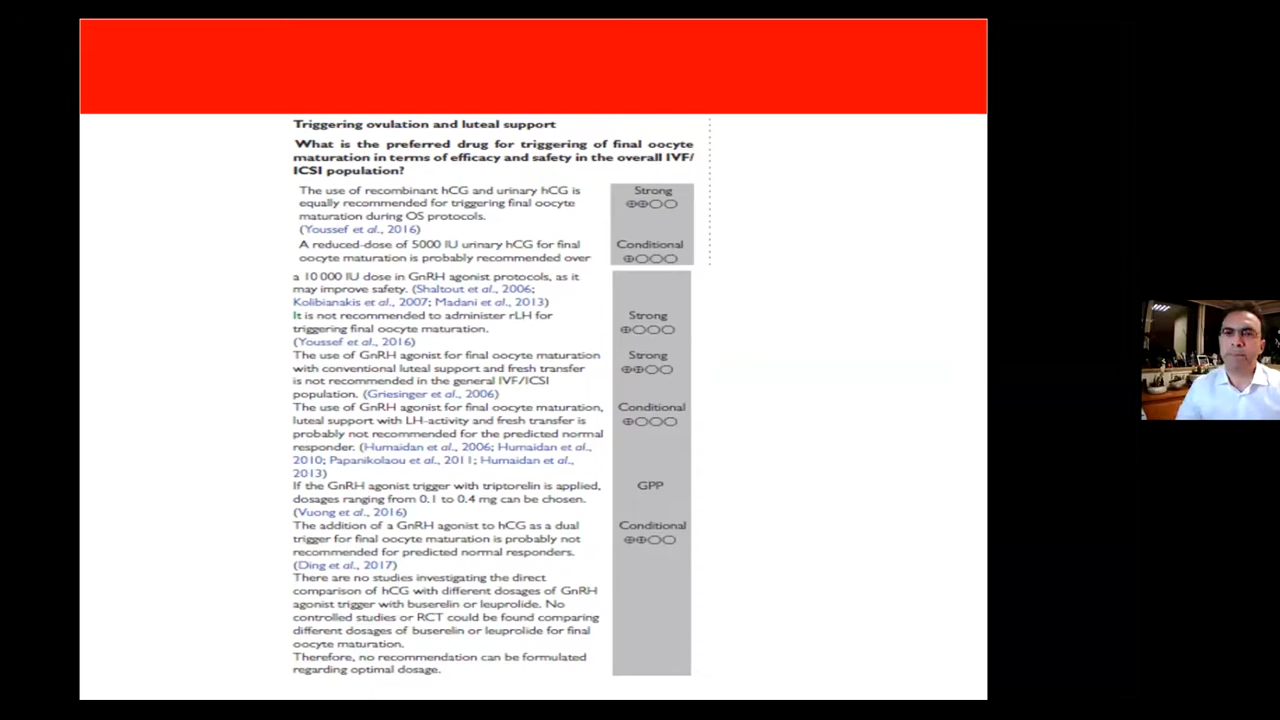 Triggering ovulation and luteal support
What is the preferred drug for triggering of final oocyte
maturation in terms of efficacy and safety in the overall IVF/
ICSI population?
The use of recombinant hCG and urinary hCG is
equally recommended for triggering final oocyte
maturation during OS protocols.
(Youssef et al., 2016)
Strong
⊕⊕○○
A reduced-dose of 5000 IU urinary hCG for final
oocyte maturation is probably recommended over
Conditional
⊕○○○
a 10 000 IU dose in GnRH agonist protocols, as it
may improve safety. (Shaltout et al., 2006;
Kolibianakis et al., 2007; Madani et al., 2013)
It is not recommended to administer rLH for
triggering final oocyte maturation.
(Youssef et al., 2016)
Strong
⊕○○○
The use of GnRH agonist for final oocyte maturation
with conventional luteal support and fresh transfer
is not recommended in the general IVF/ICSI
population. (Griesinger et al., 2006)
Strong
⊕⊕○○
The use of GnRH agonist for final oocyte maturation,
luteal support with LH-activity and fresh transfer is
probably not recommended for the predicted normal
responder. (Humaidan et al., 2006; Humaidan et al.,
2010; Papanikolaou et al., 2011; Humaidan et al.,
2013)
Conditional
⊕○○○
If the GnRH agonist trigger with triptorelin is applied,
dosages ranging from 0.1 to 0.4 mg can be chosen.
(Vuong et al., 2016)
GPP
The addition of a GnRH agonist to hCG as a dual
trigger for final oocyte maturation is probably not
recommended for predicted normal responders.
(Ding et al., 2017)
Conditional
⊕⊕○○
There are no studies investigating the direct
comparison of hCG with different dosages of GnRH
agonist trigger with buserelin or leuprolide. No
controlled studies or RCT could be found comparing
different dosages of buserelin or leuprolide for final
oocyte maturation.
Therefore, no recommendation can be formulated
regarding optimal dosage.